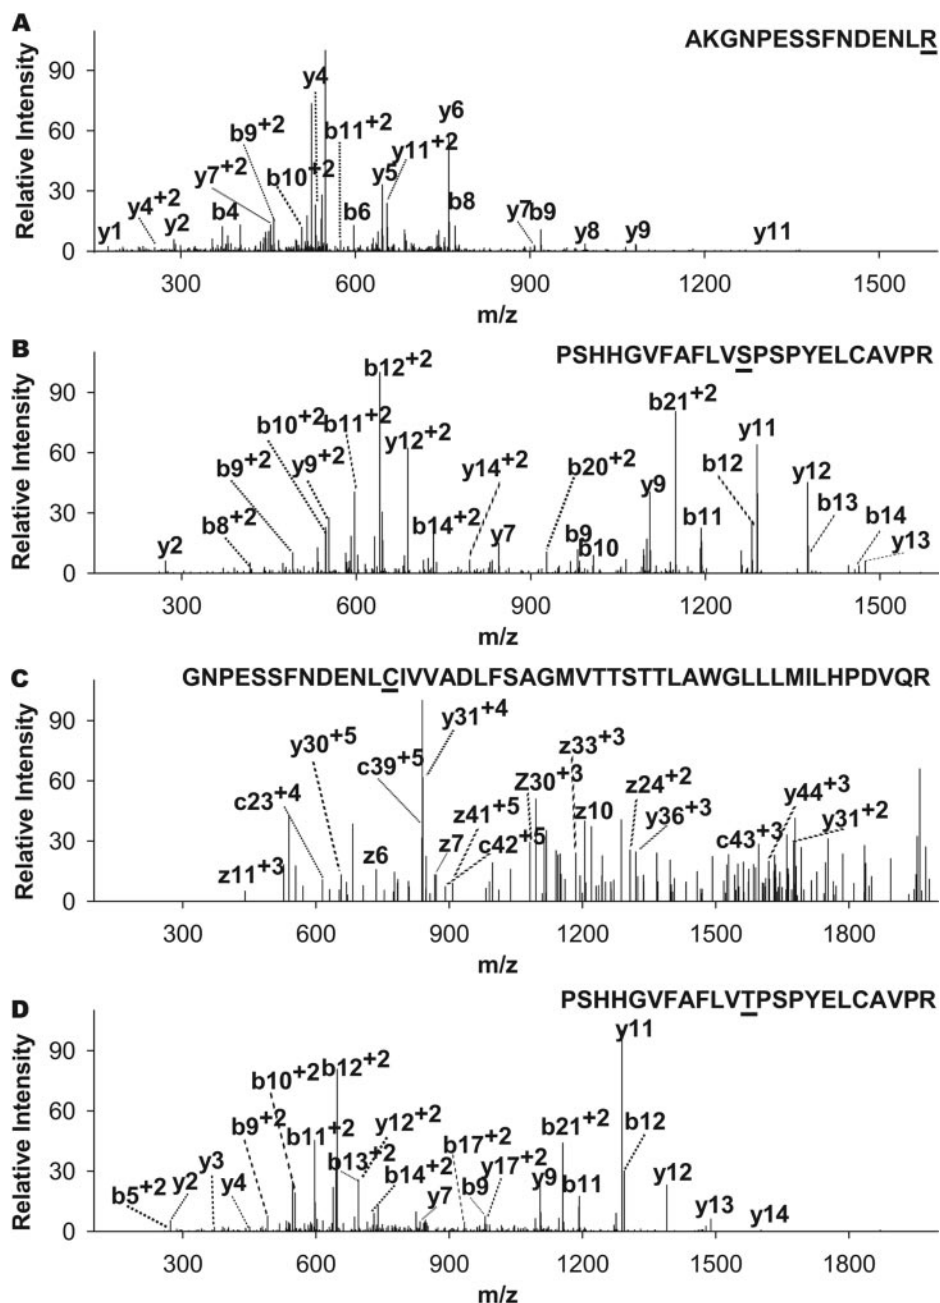 A
AKGNPESSFNDENLR
Relative Intensity
90
60
30
0
y4
y6
b9+2
b11+2
y7+2
b10+2
y5
y11+2
y4+2
b4
b6
b8
y1
y2
y7
b9
y8
y9
y11
300 600 900 1200 1500
m/z
B
PSHHGVFAFLVSPSPYELCAVPR
Relative Intensity
90
60
30
0
b12+2
b10+2
b11+2
b21+2
y11
y9+2
y12+2
b9+2
y14+2
b20+2
b12
y12
y9
b8+2
b14+2
y7
b9
b11
b13
y2
b10
b14
y13
300 600 900 1200 1500
m/z
C
GNPESSFNDENLCIVVADLFSAGMVTTSTTLAWGLLLMILHPDVQR
Relative Intensity
90
60
30
0
y31+4
y30+5
c39+5
z33+3
Z30+3
z24+2
c23+4
z41+5
z10
y36+3
y44+3
z11+3
z6
z7
c42+5
c43+3
y31+2
300 600 900 1200 1500 1800
m/z
D
PSHHGVFAFLVTPSPYELCAVPR
Relative Intensity
90
60
30
0
y11
b10+2
b12+2
b9+2
b11+2
y12+2
b21+2
b12
b13+2
b17+2
y3
b5+2
y2
y4
b14+2
y7
b9
y17+2
y9
b11
y12
y13
y14
300 600 900 1200 1500 1800
m/z